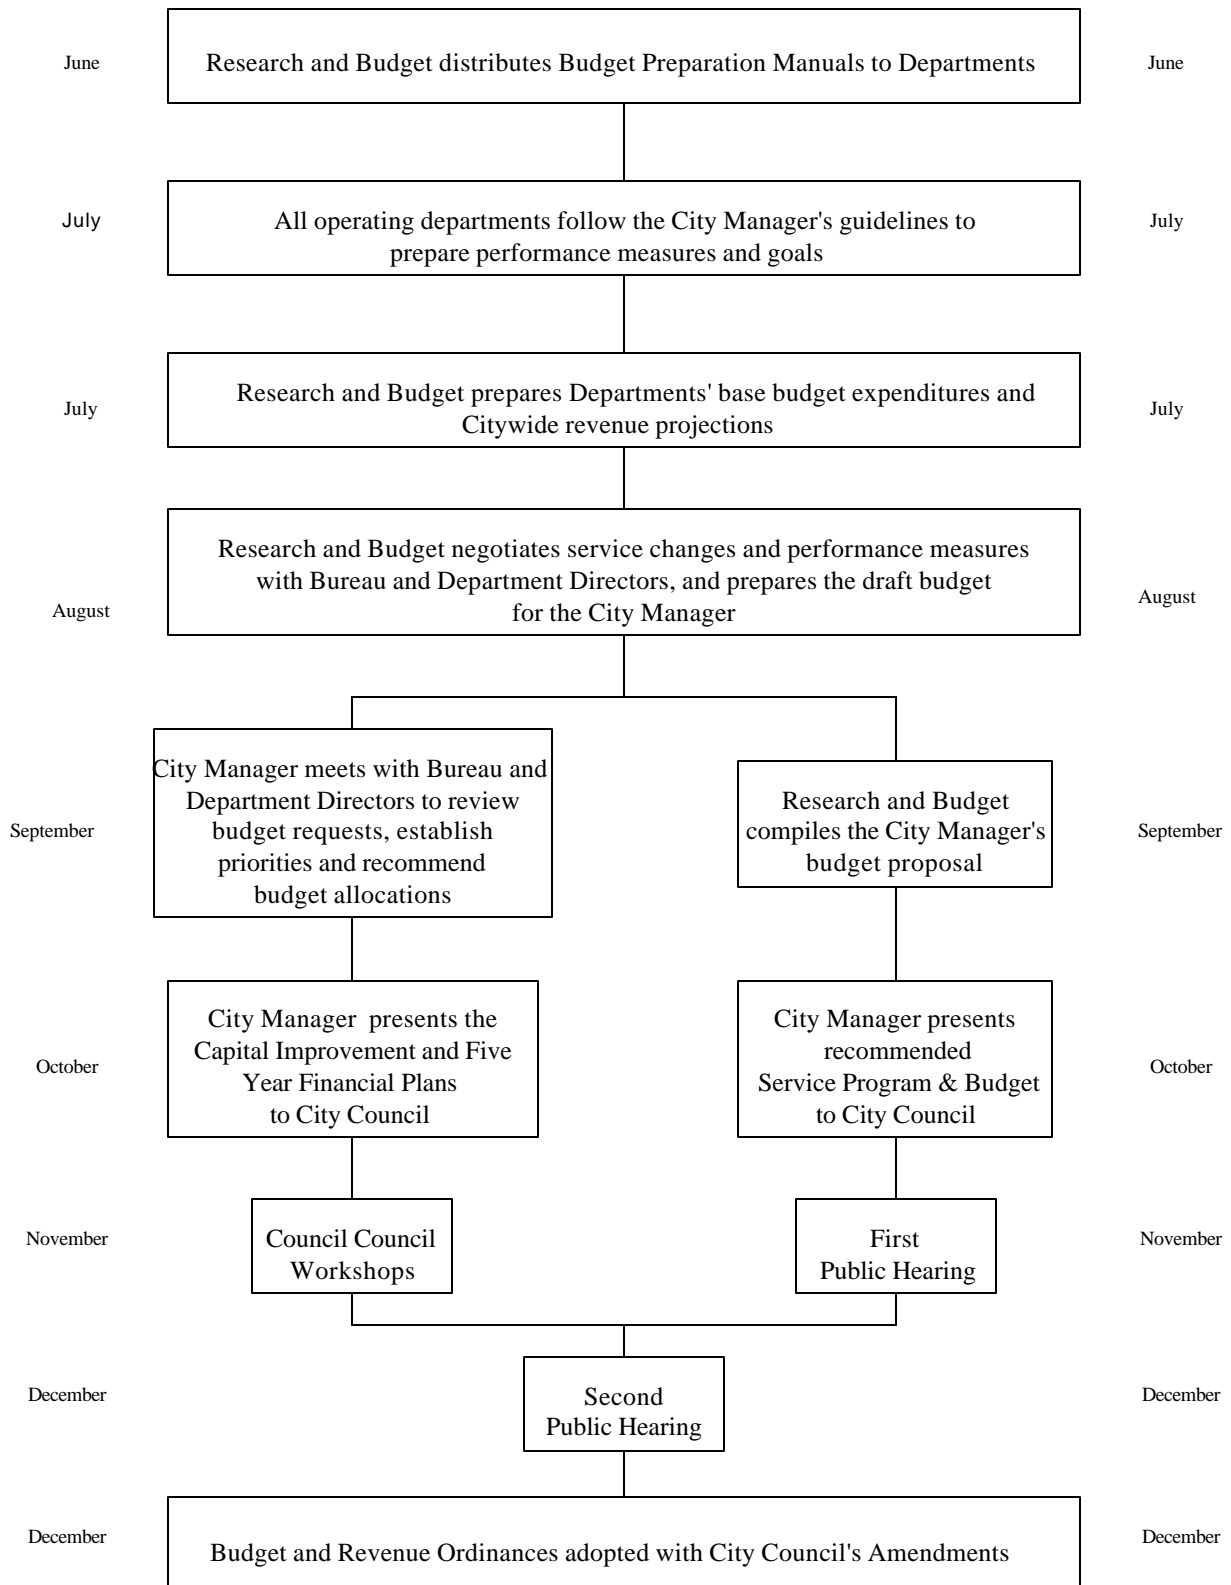 June
Research and Budget distributes Budget Preparation Manuals to Departments
June
July
All operating departments follow the City Manager's guidelines to
prepare performance measures and goals
July
July
Research and Budget prepares Departments' base budget expenditures and
Citywide revenue projections
July
August
Research and Budget negotiates service changes and performance measures
with Bureau and Department Directors, and prepares the draft budget
for the City Manager
August
September
City Manager meets with Bureau and
Department Directors to review
budget requests, establish
priorities and recommend
budget allocations
Research and Budget
compiles the City Manager's
budget proposal
September
October
City Manager presents the
Capital Improvement and Five
Year Financial Plans
to City Council
City Manager presents
recommended
Service Program & Budget
to City Council
October
November
Council Council
Workshops
First
Public Hearing
November
December
Second
Public Hearing
December
December
Budget and Revenue Ordinances adopted with City Council's Amendments
December